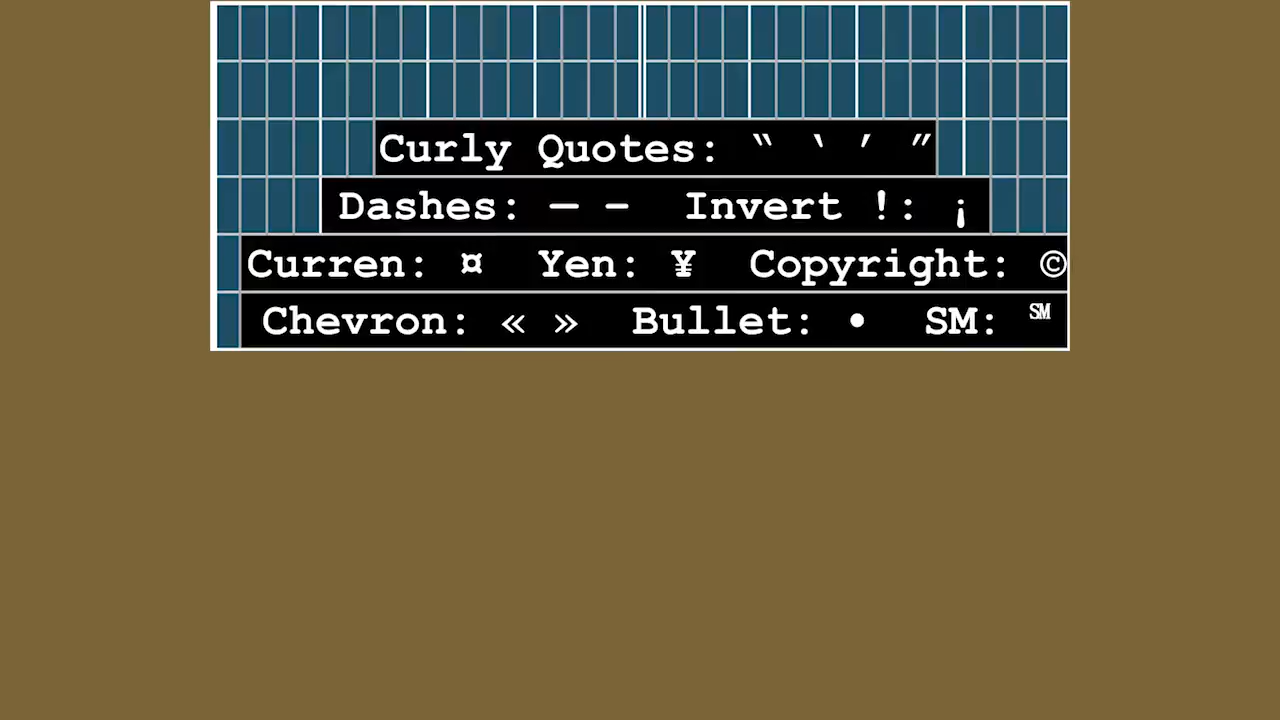 Curly Quotes: “ ‘ ’ ”
Dashes: — – Invert !: ¡
Curren: ¤ Yen: ¥ Copyright: ©
Chevron: « » Bullet: • SM: ℠